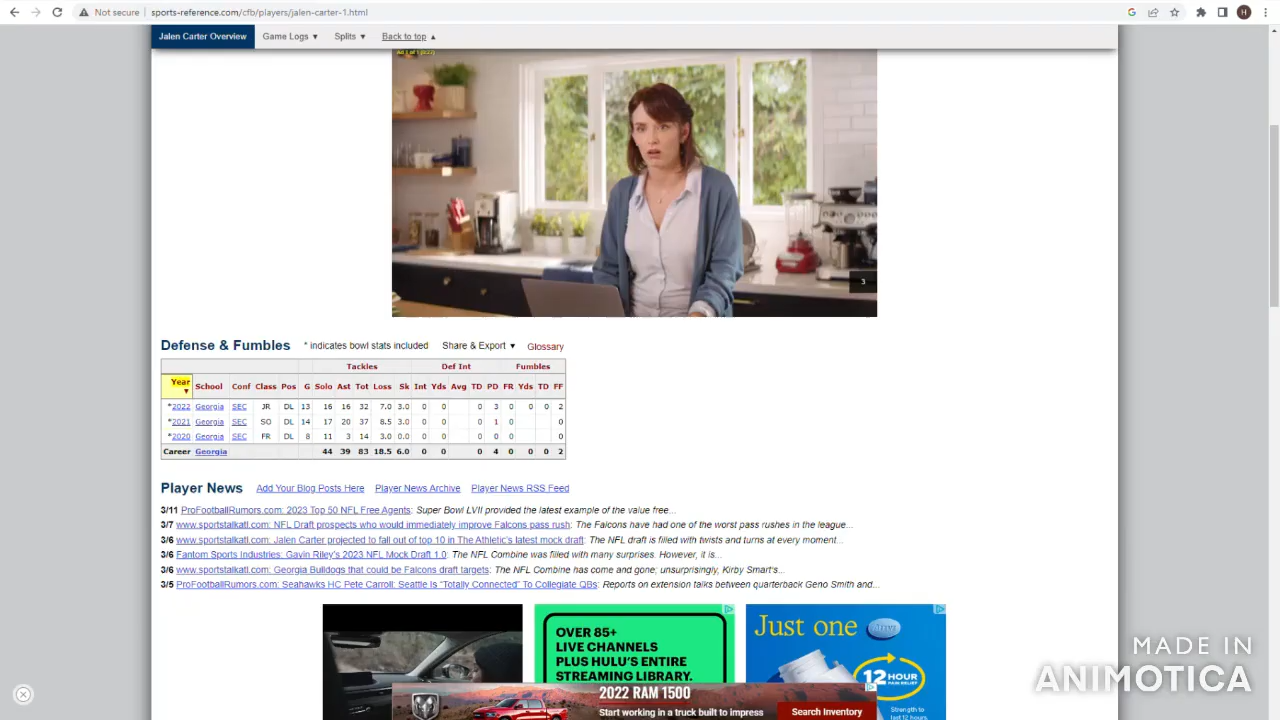 Not secure | sports-reference.com/cfb/players/jalen-carter-1.html
H
Jalen Carter Overview Game Logs ▼ Splits ▼ Back to top ▲
3
Defense & Fumbles * indicates bowl stats included Share & Export ▼ Glossary
Tackles Def Int Fumbles
Year ▼ School Conf Class Pos G Solo Ast Tot Loss Sk Int Yds Avg TD PD FR Yds TD FF
*2022 Georgia SEC JR DL 13 16 16 32 7.0 3.0 0 0 0 3 0 0 0 2
*2021 Georgia SEC SO DL 14 17 20 37 8.5 3.0 0 0 0 1 0 0 0
*2020 Georgia SEC FR DL 8 11 3 14 3.0 0.0 0 0 0 0 0 0
Career Georgia 44 39 83 18.5 6.0 0 0 0 4 0 0 0 2
Player News Add Your Blog Posts Here Player News Archive Player News RSS Feed
3/11 ProFootballRumors.com: 2023 Top 50 NFL Free Agents: Super Bowl LVII provided the latest example of the value free...
3/7 www.sportstalkatl.com: NFL Draft prospects who would immediately improve Falcons pass rush: The Falcons have had one of the worst pass rushes in the league...
3/6 www.sportstalkatl.com: Jalen Carter projected to fall out of top 10 in The Athletic's latest mock draft: The NFL draft is filled with twists and turns at every moment...
3/6 Fantom Sports Industries: Gavin Riley's 2023 NFL Mock Draft 1.0: The NFL Combine was filled with many surprises. However, it is...
3/6 www.sportstalkatl.com: Georgia Bulldogs that could be Falcons draft targets: The NFL Combine has come and gone; unsurprisingly, Kirby Smart's...
3/5 ProFootballRumors.com: Seahawks HC Pete Carroll: Seattle Is "Totally Connected" To Collegiate QBs: Reports on extension talks between quarterback Geno Smith and...
OVER 85+
LIVE CHANNELS
PLUS HULU'S ENTIRE
STREAMING LIBRARY.
Just one ALEVE
12 HOUR
PAIN RELIEF
Strength to
last 12 hours.
RAM
2022 RAM 1500
Start working in a truck built to impress
Search Inventory
MADE IN
ANIMOTICA